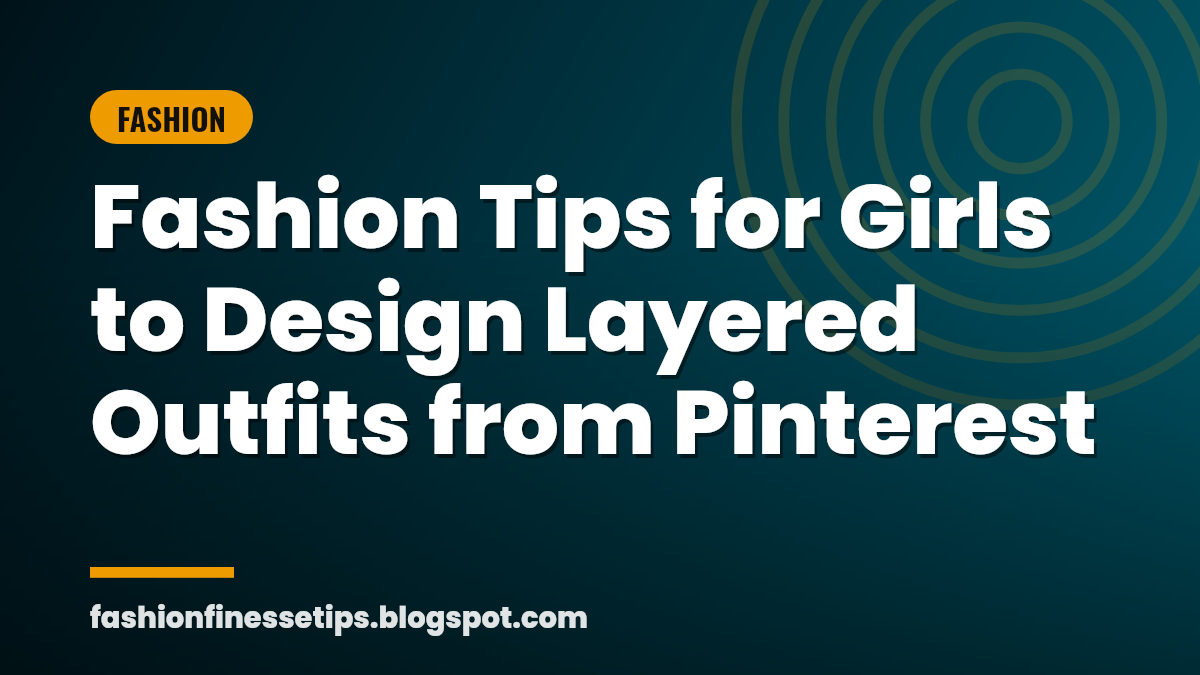 FASHION
Fashion Tips for Girls
to Design Layered
Outfits from Pinterest
fashionfinessetips.blogspot.com